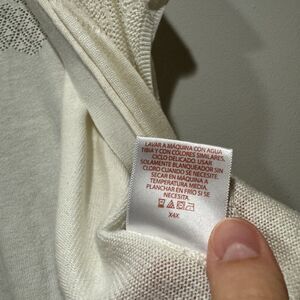 LAVAR A MÁQUINA CON AGUA
TIBIA Y CON COLORES SIMILARES,
CICLO DELICADO. USAR
SOLAMENTE BLANQUEADOR SIN
CLORO CUANDO SE NECESITE.
SECAR EN MÁQUINA A
TEMPERATURA MEDIA.
PLANCHAR EN FRÍO SI SE
NECESITA.
X4X